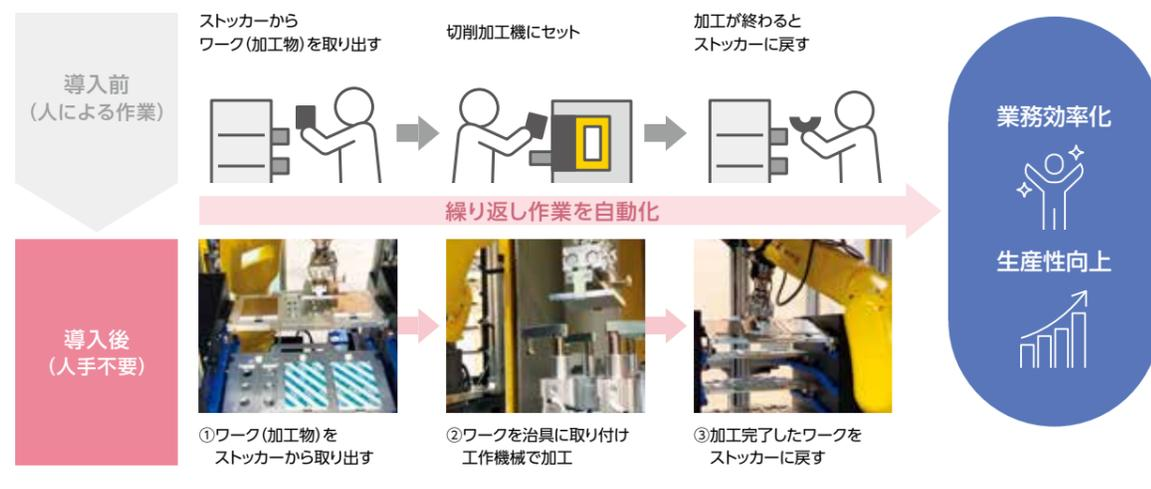 導入前
（人による作業）
ストッカーから
ワーク（加工物）を取り出す
切削加工機にセット
加工が終わると
ストッカーに戻す
繰り返し作業を自動化
導入後
（人手不要）
①ワーク（加工物）を
ストッカーから取り出す
②ワークを治具に取り付け
工作機械で加工
③加工完了したワークを
ストッカーに戻す
業務効率化
生産性向上